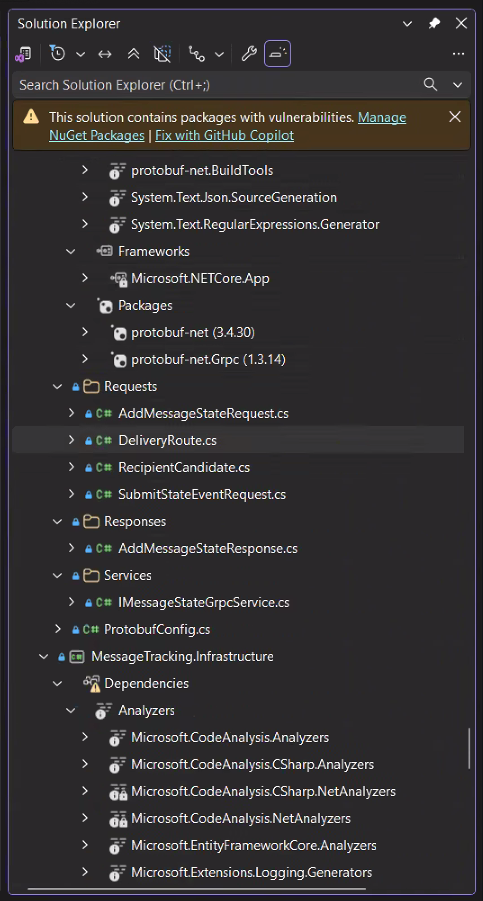 Solution Explorer
Search Solution Explorer (Ctrl+;)
This solution contains packages with vulnerabilities. Manage
NuGet Packages | Fix with GitHub Copilot
protobuf-net.BuildTools
System.Text.Json.SourceGeneration
System.Text.RegularExpressions.Generator
Frameworks
Microsoft.NETCore.App
Packages
protobuf-net (3.4.30)
protobuf-net.Grpc (1.3.14)
Requests
C# AddMessageStateRequest.cs
C# DeliveryRoute.cs
C# RecipientCandidate.cs
C# SubmitStateEventRequest.cs
Responses
C# AddMessageStateResponse.cs
Services
C# IMessageStateGrpcService.cs
C# ProtobufConfig.cs
C# MessageTracking.Infrastructure
Dependencies
Analyzers
Microsoft.CodeAnalysis.Analyzers
Microsoft.CodeAnalysis.CSharp.Analyzers
Microsoft.CodeAnalysis.CSharp.NetAnalyzers
Microsoft.CodeAnalysis.NetAnalyzers
Microsoft.EntityFrameworkCore.Analyzers
Microsoft.Extensions.Logging.Generators